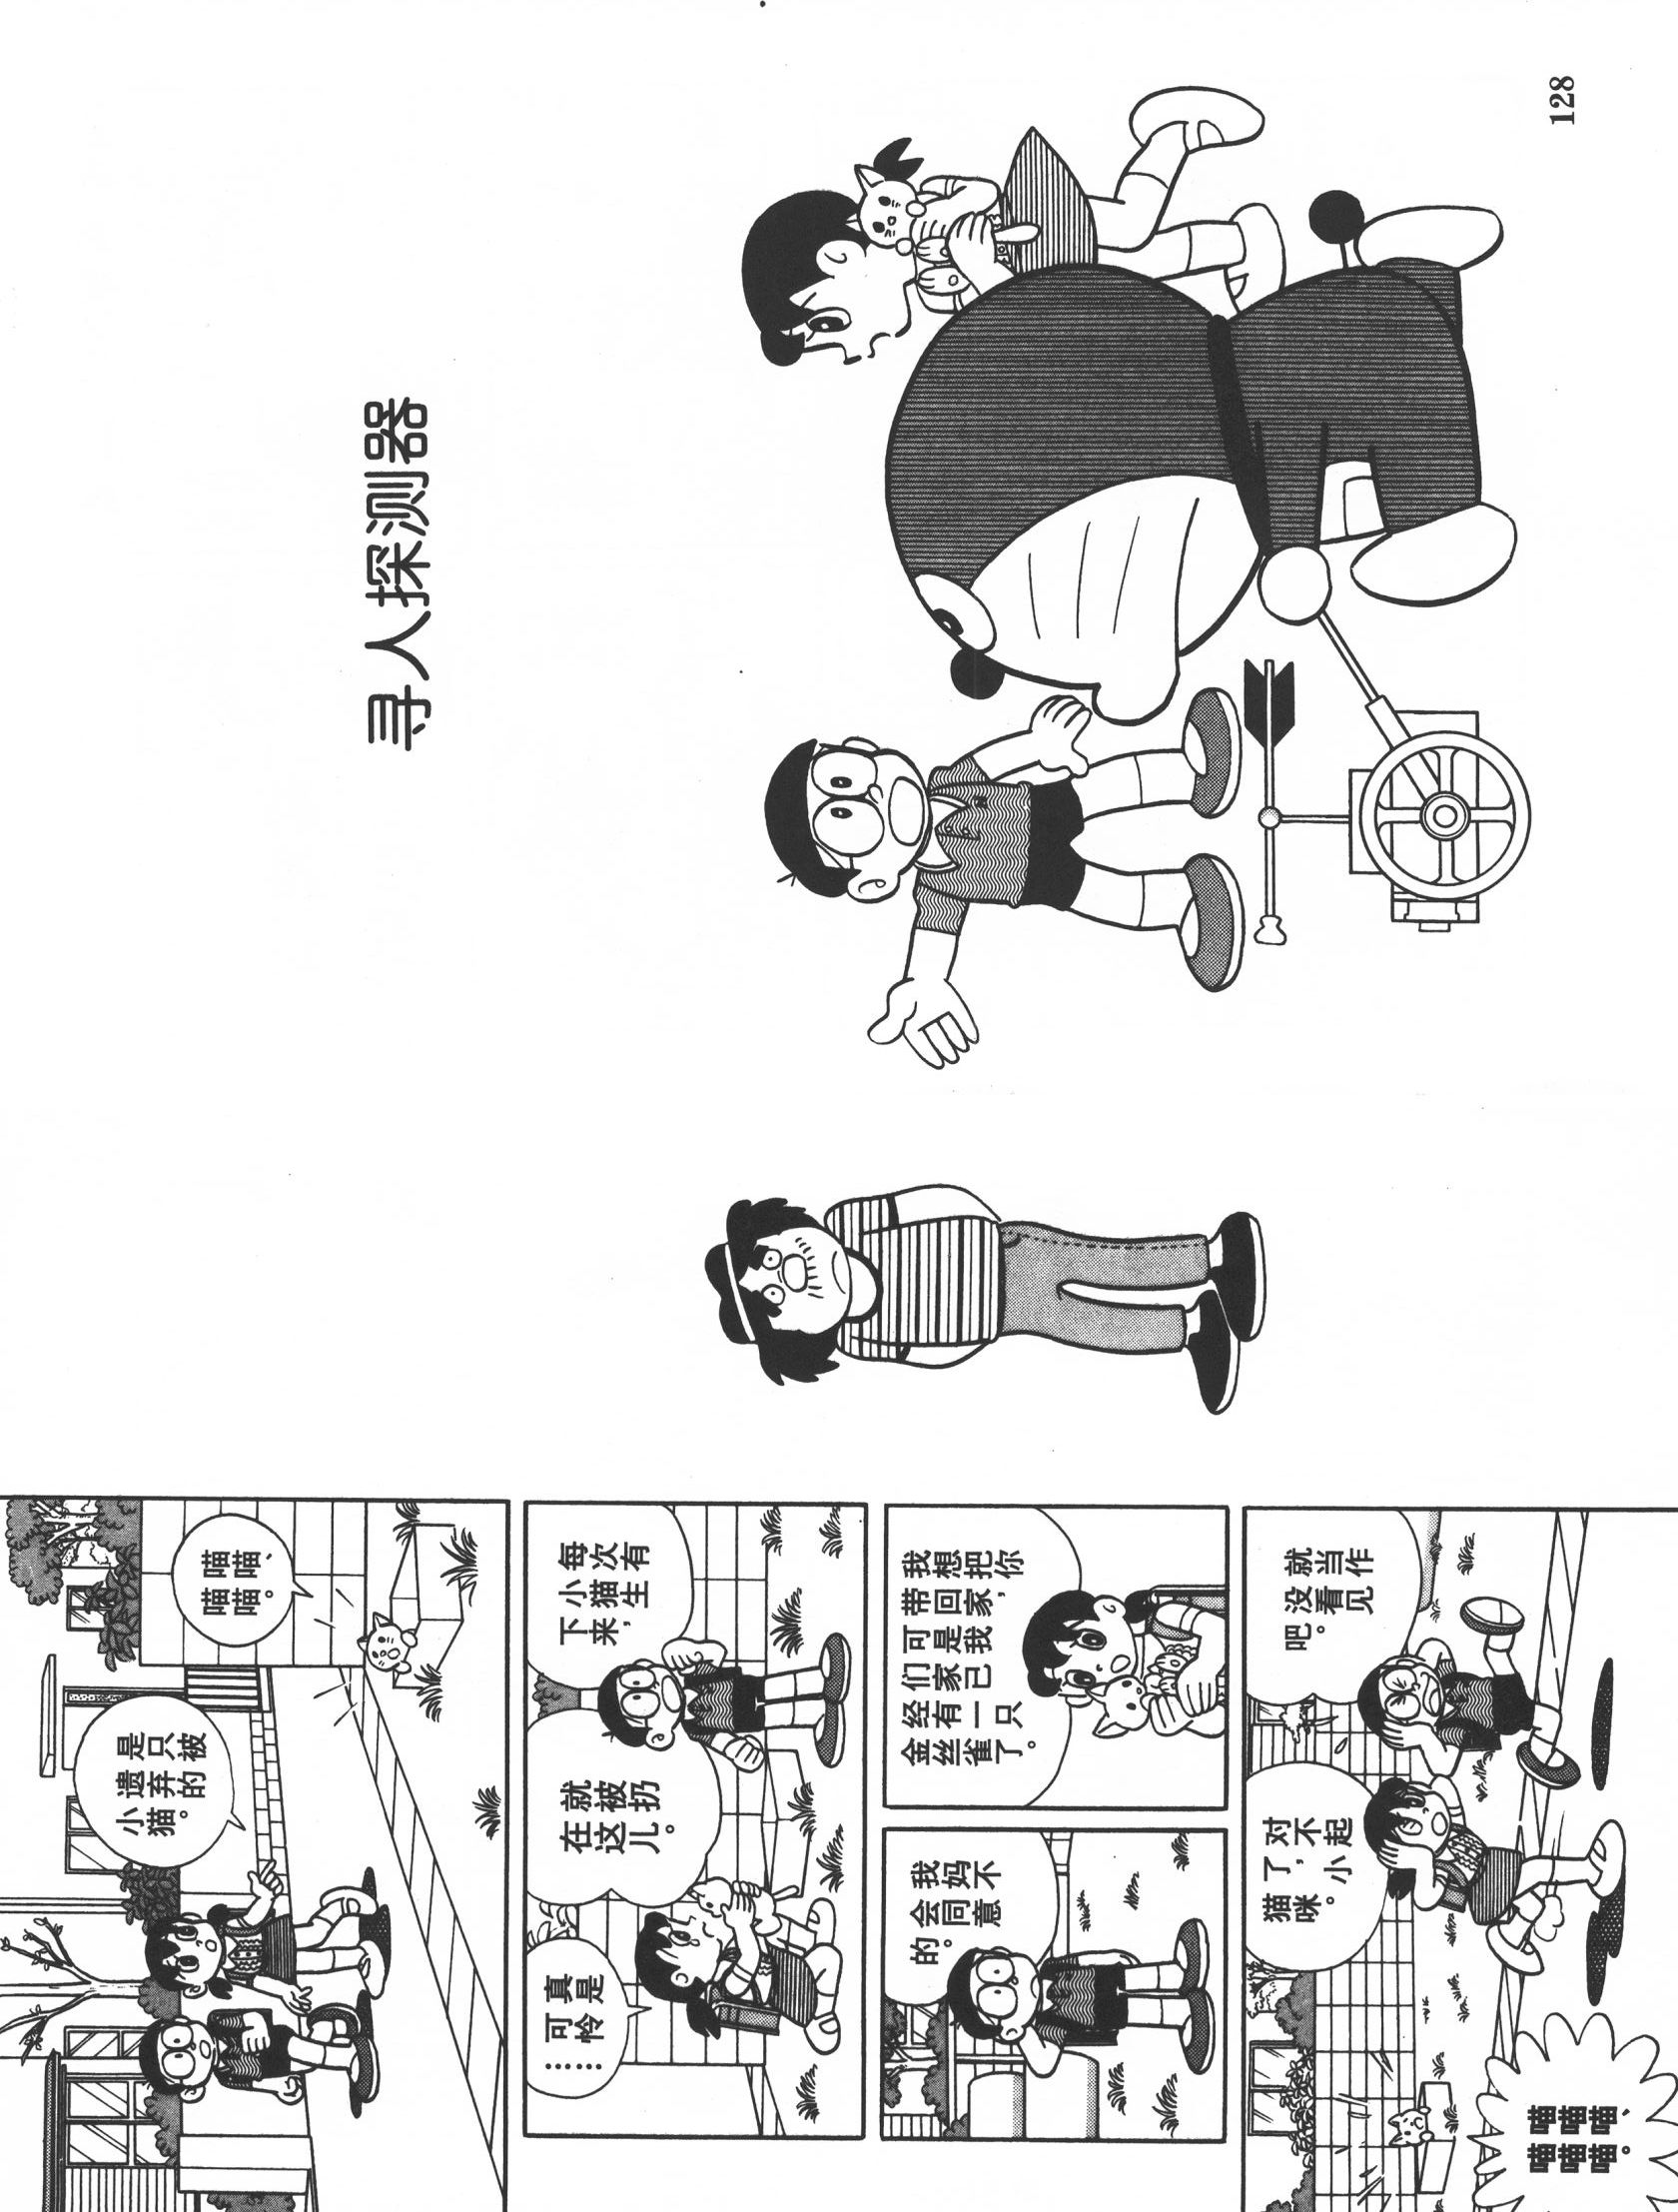 寻人探测器
128
喵喵、
喵喵。
是只被
遗弃的
小猫。
每次有
小猫生
下来，
就被扔
在这儿。
真是
可怜
……
我想把你
带回家，
可是我
们家已
经有一只
金丝雀了。
我妈不
会同意
的。
就当作
没看见
吧。
对不起
了，小
猫咪。
喵喵喵、
喵喵喵。